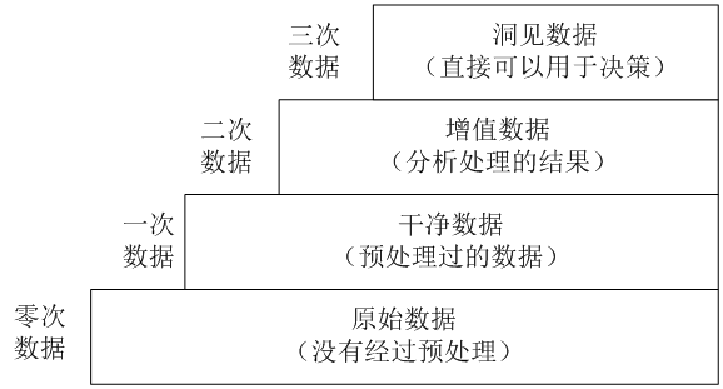 三次
数据
洞见数据
（直接可以用于决策）
二次
数据
增值数据
（分析处理的结果）
一次
数据
干净数据
（预处理过的数据）
零次
数据
原始数据
（没有经过预处理）